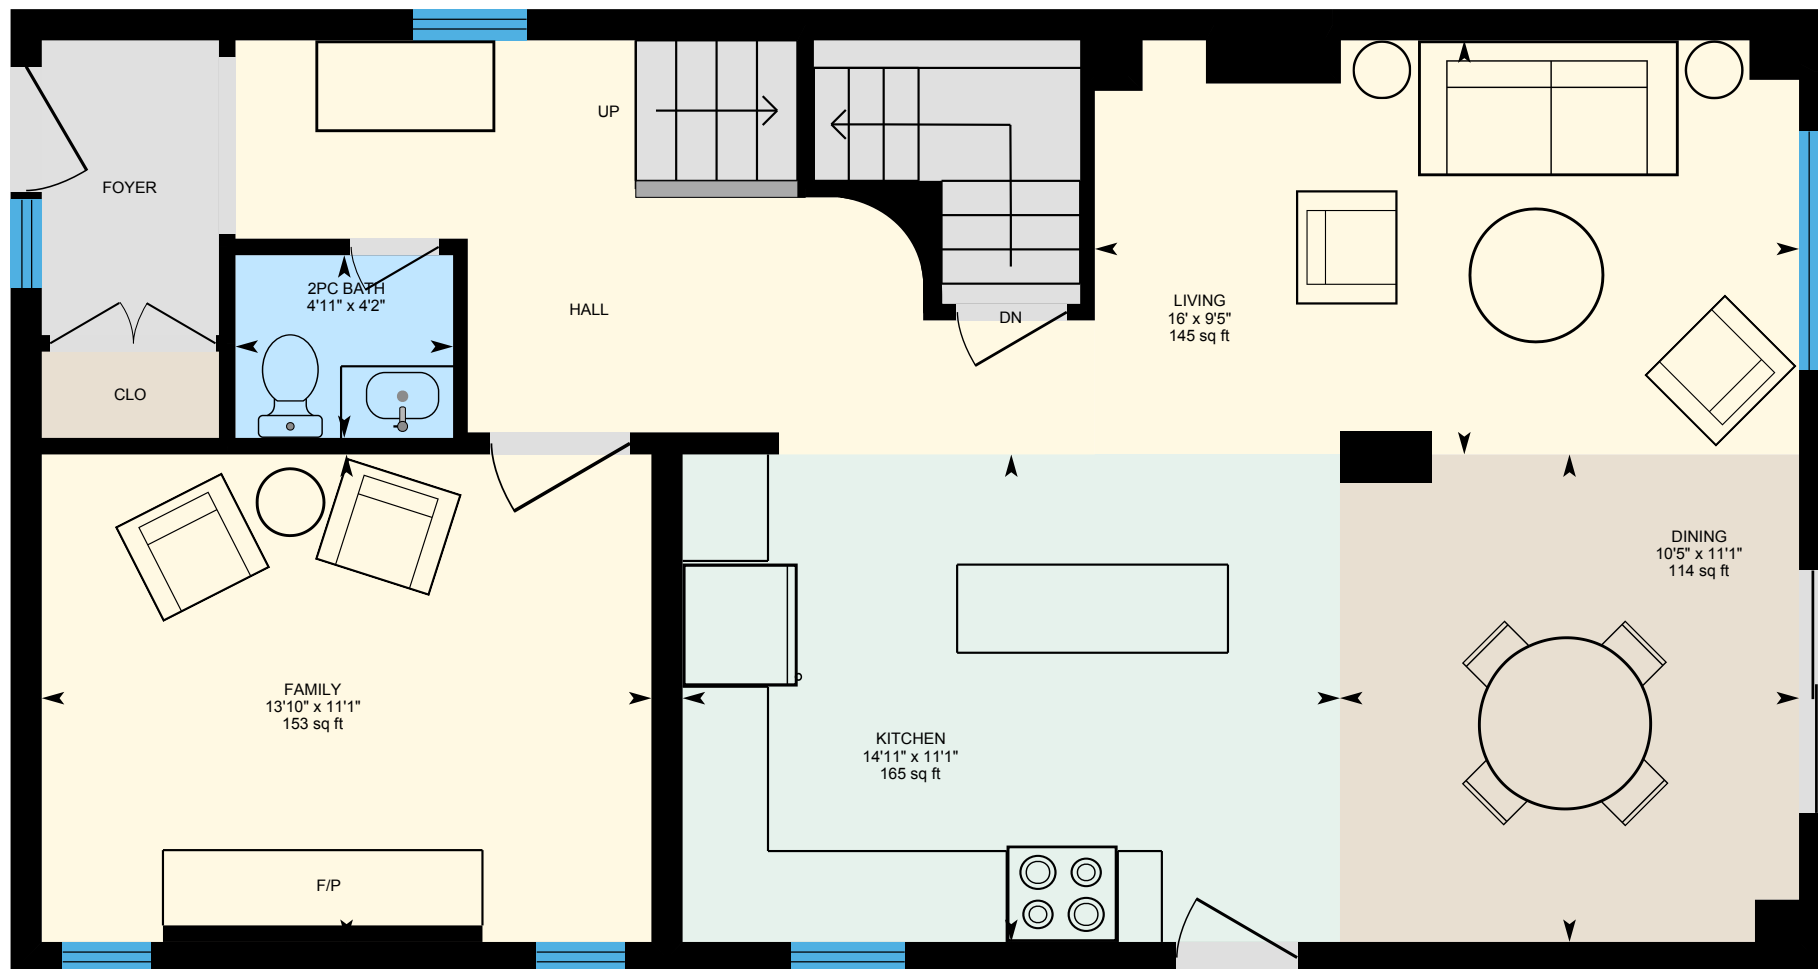 UP
FOYER
2PC BATH
4'11" x 4'2"
HALL
DN
LIVING
16' x 9'5"
145 sq ft
CLO
DINING
10'5" x 11'1"
114 sq ft
FAMILY
13'10" x 11'1"
153 sq ft
KITCHEN
14'11" x 11'1"
165 sq ft
F/P